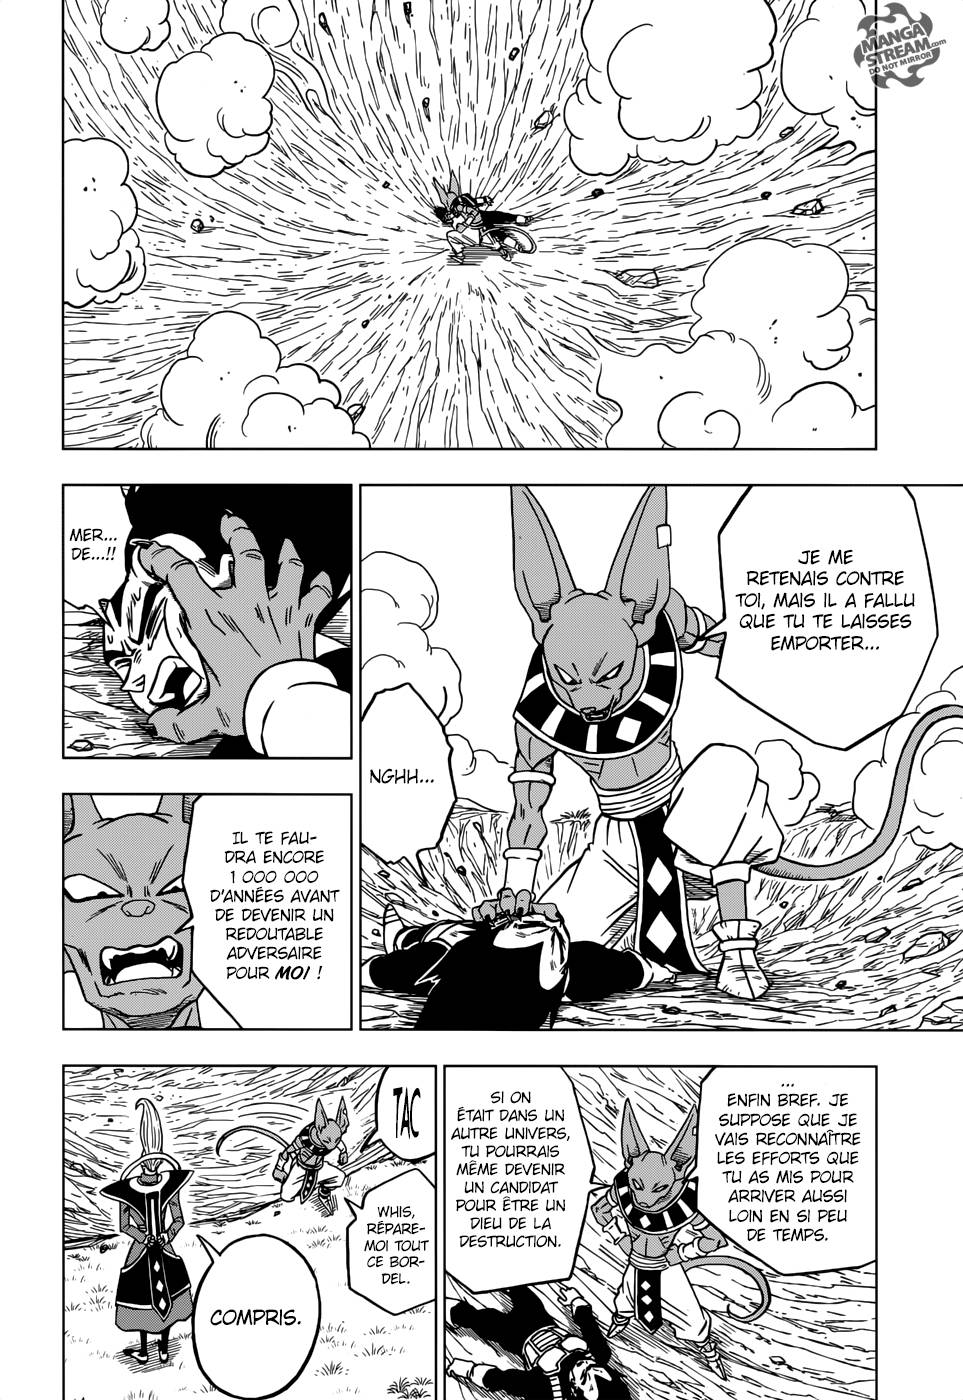 MANGA
STREAM.com
DO NOT MIRROR
JE ME
RETENAIS CONTRE
TOI, MAIS IL A FALLU
QUE TU TE LAISSES
EMPORTER...
NGHH...
MER...
DE...!!
IL TE FAU-
DRA ENCORE
1 000 000
D'ANNÉES AVANT
DE DEVENIR UN
REDOUTABLE
ADVERSAIRE
POUR MOI !
...
ENFIN BREF. JE
SUPPOSE QUE JE
VAIS RECONNAÎTRE
LES EFFORTS QUE
TU AS MIS POUR
ARRIVER AUSSI
LOIN EN SI PEU
DE TEMPS.
SI ON
ÉTAIT DANS UN
AUTRE UNIVERS,
TU POURRAIS
MÊME DEVENIR
UN CANDIDAT
POUR ÊTRE UN
DIEU DE LA
DESTRUCTION.
TAC
WHIS,
RÉPARE-
MOI TOUT
CE BOR-
DEL.
COMPRIS.